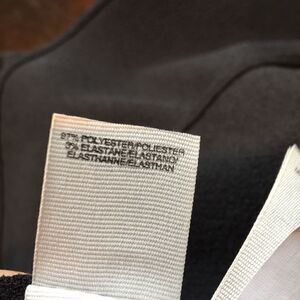 97% POLYESTER/POLIESTER
3% ELASTANE/ELASTANO/
ELASTHANNE/ELASTHAN